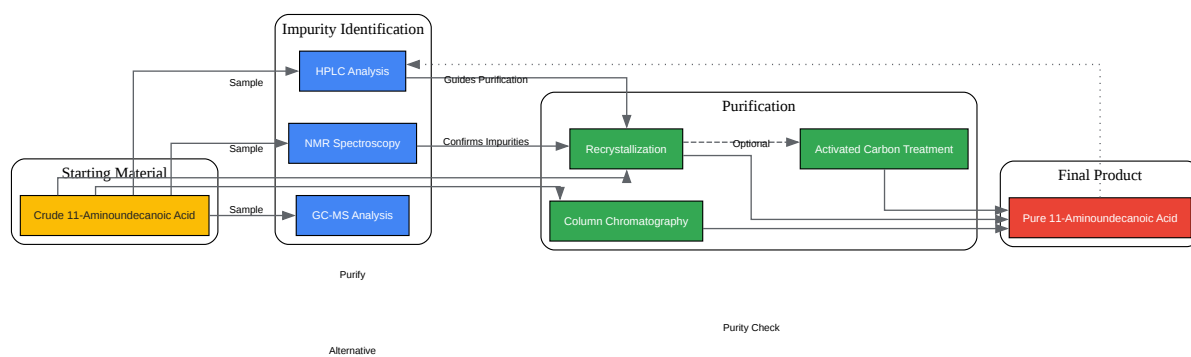 Impurity Identification
HPLC Analysis
Sample
Guides Purification
Purification
NMR Spectroscopy
Sample
Confirms Impurities
Recrystallization
Optional
Activated Carbon Treatment
Starting Material
Crude 11-Aminoundecanoic Acid
Sample
GC-MS Analysis
Column Chromatography
Final Product
Pure 11-Aminoundecanoic Acid
Purify
Purity Check
Alternative